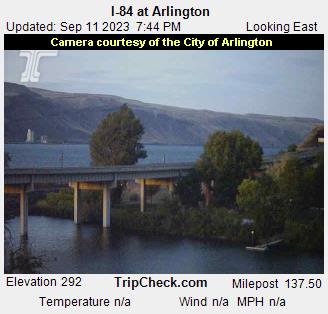 I-84 at Arlington
Updated: Sep 11 2023 7:44 PM Looking East
Camera courtesy of the City of Arlington
Elevation 292 TripCheck.com Milepost 137.50
Temperature n/a Wind n/a MPH n/a